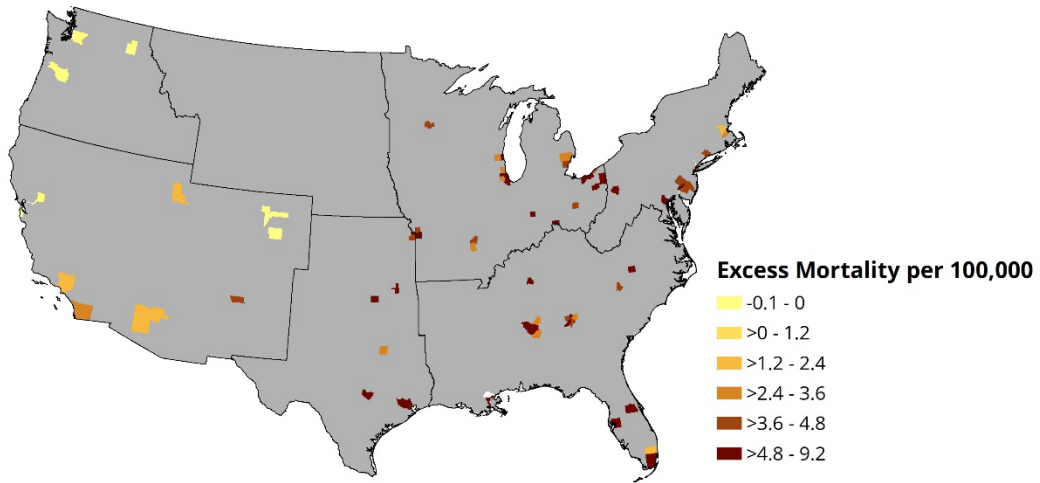 Excess Mortality per 100,000
-0.1 - 0
>0 - 1.2
>1.2 - 2.4
>2.4 - 3.6
>3.6 - 4.8
>4.8 - 9.2